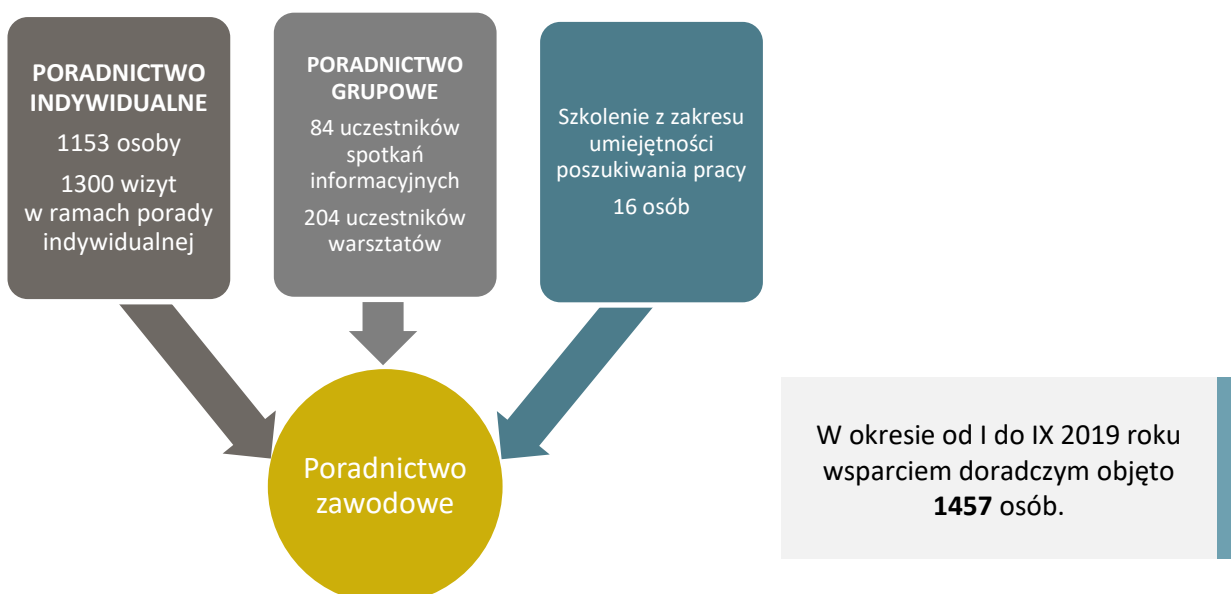 PORADNICTWO
INDYWIDUALNE
1153 osoby
1300 wizyt
w ramach porady
indywidualnej
PORADNICTWO
GRUPOWE
84 uczestników
spotkań
informacyjnych
204 uczestników
warsztatów
Szkolenie z zakresu
umiejętności
poszukiwania pracy
16 osób
Poradnictwo
zawodowe
W okresie od I do IX 2019 roku
wsparciem doradczym objęto
1457 osób.